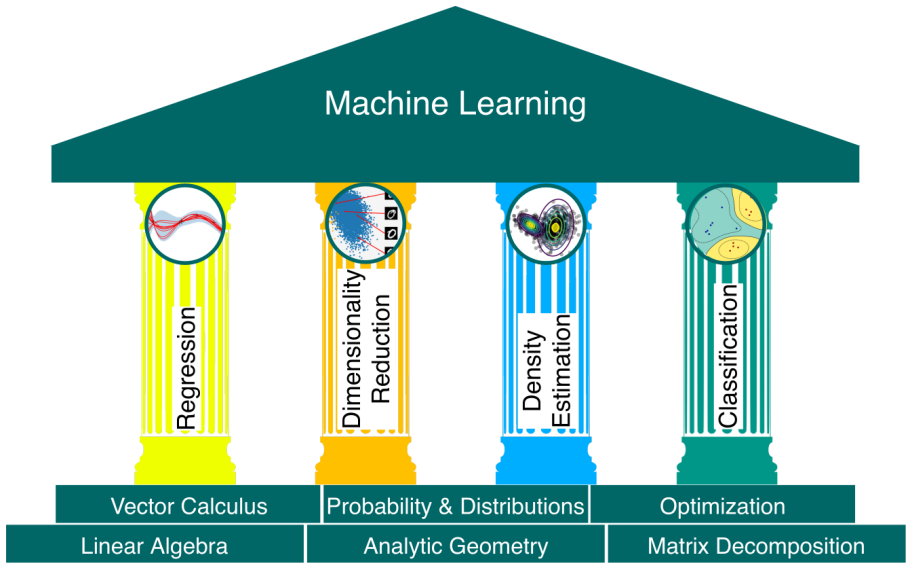 Machine Learning
Regression
Dimensionality
Reduction
Density
Estimation
Classification
Vector Calculus
Probability & Distributions
Optimization
Linear Algebra
Analytic Geometry
Matrix Decomposition